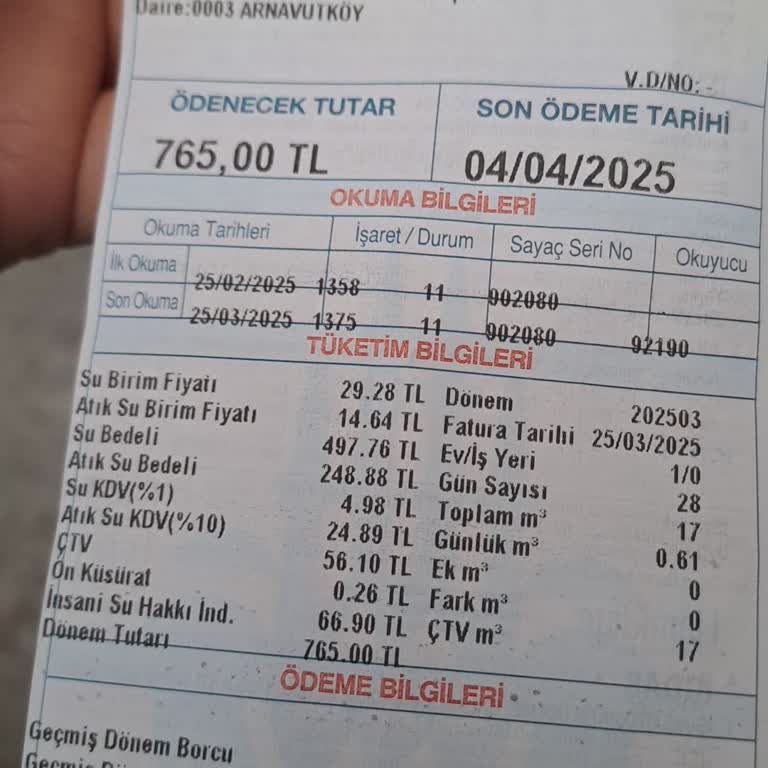 Daire:0003 ARNAVUTKÖY
V.D/NO: -
ÖDENECEK TUTAR SON ÖDEME TARİHİ
765,00 TL 04/04/2025
OKUMA BİLGİLERİ
Okuma Tarihleri İşaret / Durum Sayaç Seri No Okuyucu
İlk Okuma 25/02/2025 1358 11 902080
Son Okuma 25/03/2025 1375 11 902080 92190
TÜKETİM BİLGİLERİ
Su Birim Fiyatı 29.28 TL Dönem 202503
Atık Su Birim Fiyatı 14.64 TL Fatura Tarihi 25/03/2025
Su Bedeli 497.76 TL Ev/İş Yeri 1/0
Atık Su Bedeli 248.88 TL Gün Sayısı 28
Su KDV(%1) 4.98 TL Toplam m³ 17
Atık Su KDV(%10) 24.89 TL Günlük m³ 0.61
ÇTV 56.10 TL Ek m³ 0
Ön Küsürat 0.26 TL Fark m³ 0
İnsani Su Hakkı İnd. 66.90 TL ÇTV m³ 17
Dönem Tutarı 765.00 TL
ÖDEME BİLGİLERİ
Geçmiş Dönem Borcu